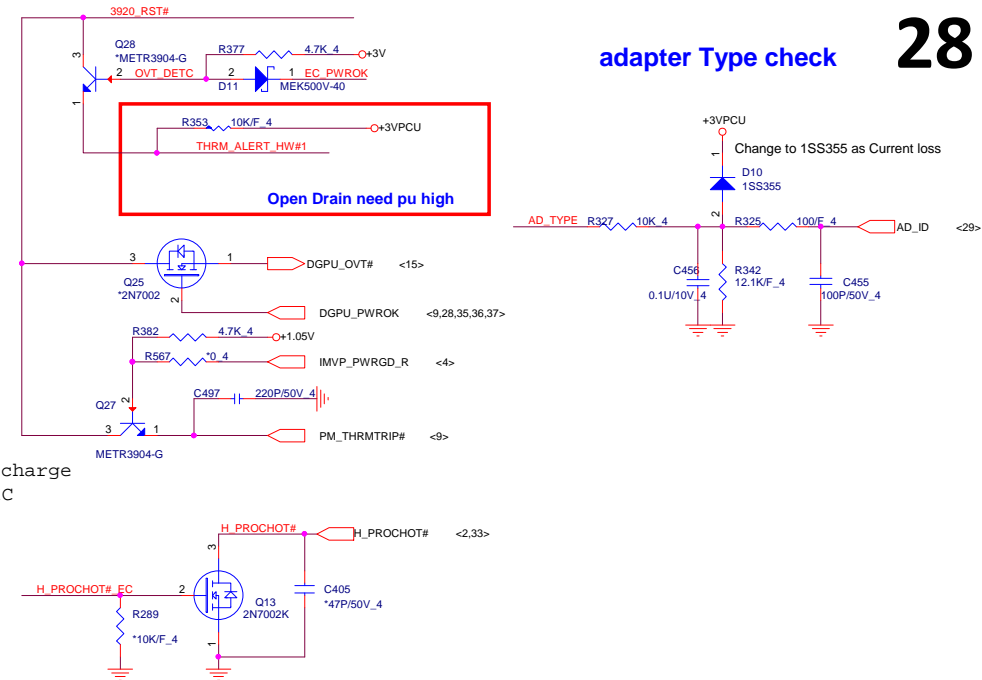 3920_RST#
28
Q28
*METR3904-G
3
2
1
OVT_DETC
R377
4.7K_4
+3V
2
D11
1
EC_PWROK
MEK500V-40
adapter Type check
R353
10K/F_4
+3VPCU
THRM_ALERT_HW#1
Open Drain need pu high
+3VPCU
Change to 1SS355 as Current loss
1
D10
1SS355
2
AD_TYPE
R327
10K_4
R325
100/F_4
AD_ID
<29>
C456
0.1U/10V_4
R342
12.1K/F_4
C455
100P/50V_4
3
1
DGPU_OVT#
<15>
Q25
*2N7002
2
DGPU_PWROK
<9,28,35,36,37>
R382
4.7K_4
+1.05V
R567
*0_4
IMVP_PWRGD_R
<4>
C497
220P/50V_4
Q27
2
3
1
METR3904-G
PM_THRMTRIP#
<9>
charge
C
H_PROCHOT#
H_PROCHOT#
<2,33>
3
H_PROCHOT#_EC
2
Q13
2N7002K
1
C405
*47P/50V_4
R289
*10K/F_4